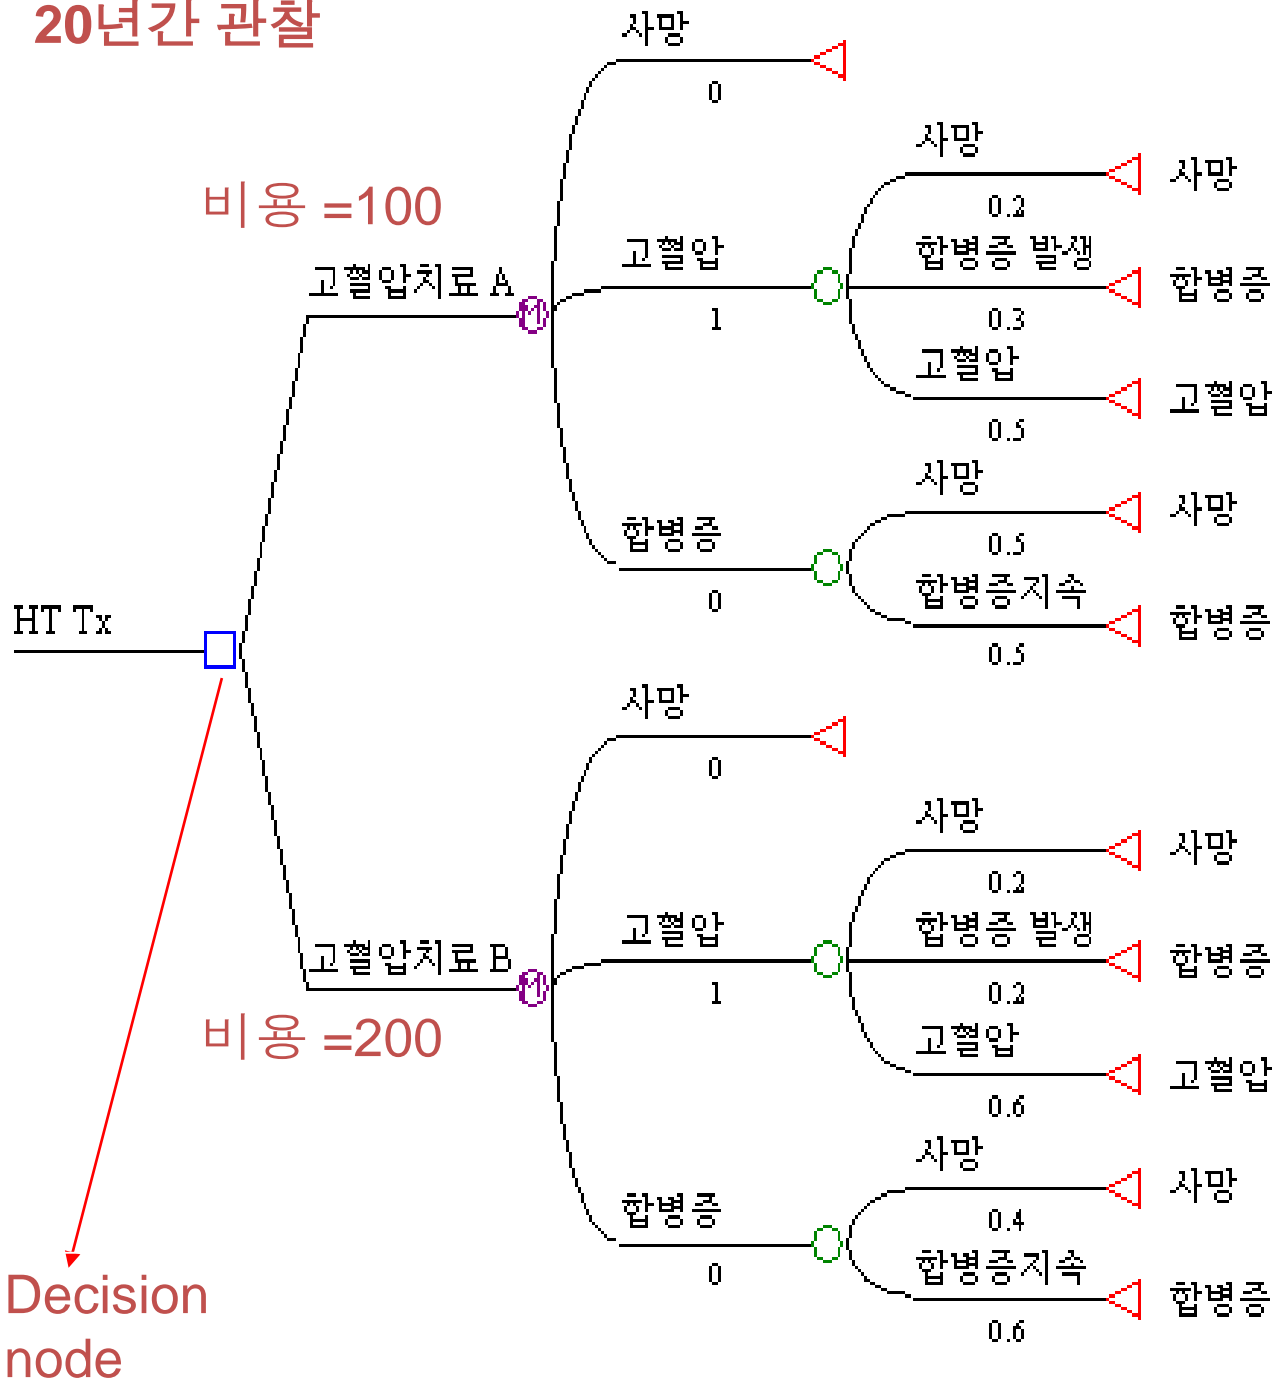 20년간 관찰
사망
0
사망
사망
0.2
비용 =100
고혈압
1
합병증 발생
합병증
0.3
고혈압치료 A
고혈압
고혈압
0.5
사망
사망
0.5
합병증
0
합병증지속
합병증
0.5
HT Tx
사망
0
사망
사망
0.2
고혈압
1
합병증 발생
합병증
0.2
고혈압치료 B
비용 =200
고혈압
고혈압
0.6
사망
사망
0.4
합병증
0
합병증지속
합병증
0.6
Decision
node
M
M